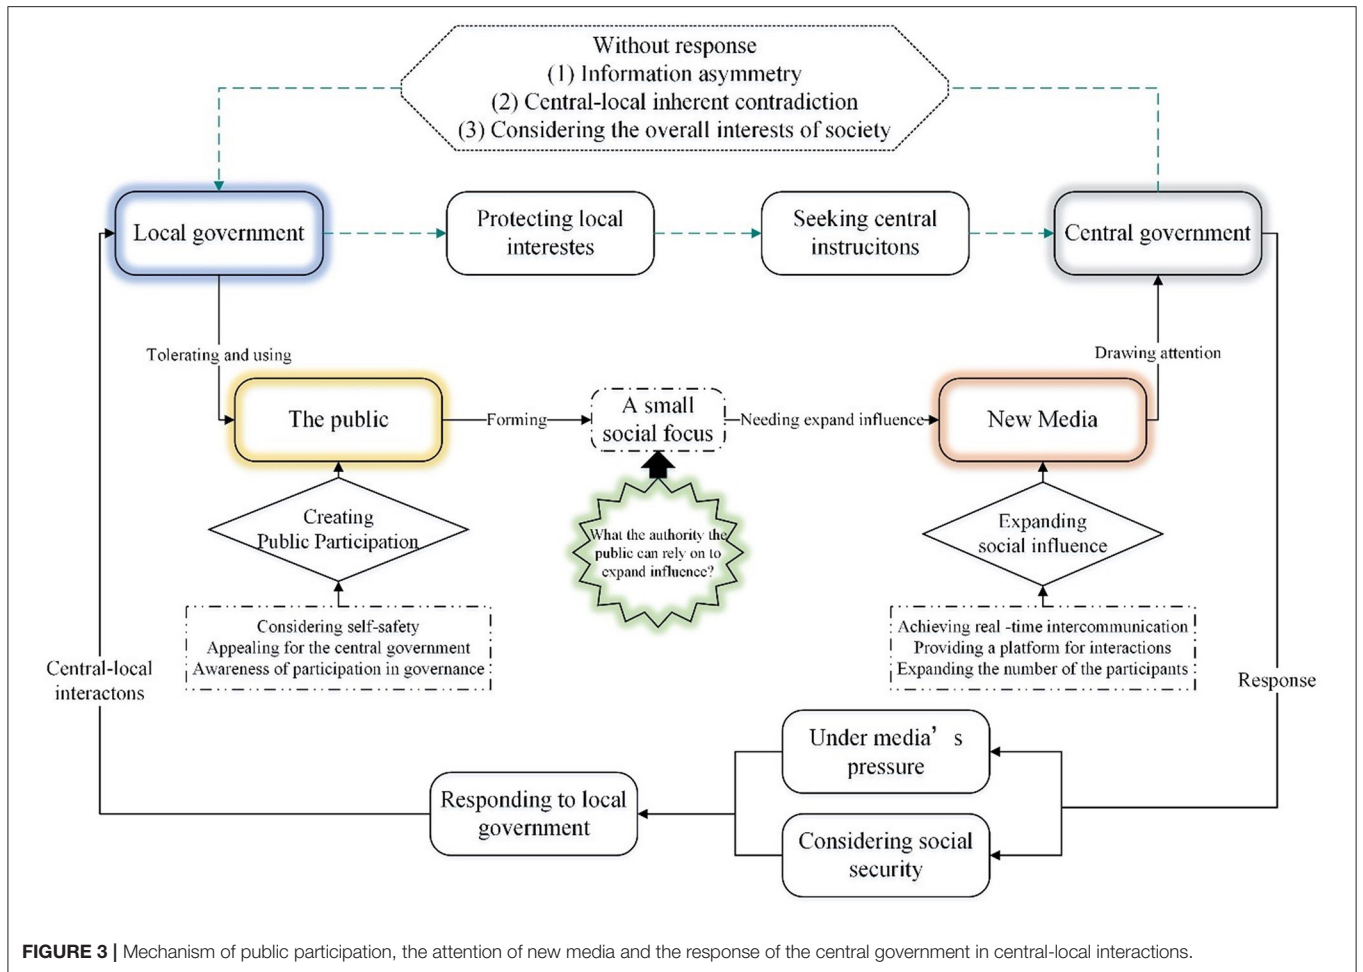 Without response
(1) Information asymmetry
(2) Central-local inherent contradiction
(3) Considering the overall interests of society
Local government
Protecting local
interestes
Seeking central
instrucitons
Central government
Tolerating and using
Drawing attention
The public
Forming
A small
social focus
Needing expand influence
New Media
Creating
Public Participation
What the authority the
public can rely on to
expand influence?
Expanding
social influence
Considering self-safety
Appealing for the central government
Awareness of participation in governance
Achieving real -time intercommunication
Providing a platform for interactions
Expanding the number of the participants
Central-local
interactons
Response
Under media’ s
pressure
Responding to local
government
Considering social
security
FIGURE 3 | Mechanism of public participation, the attention of new media and the response of the central government in central-local interactions.